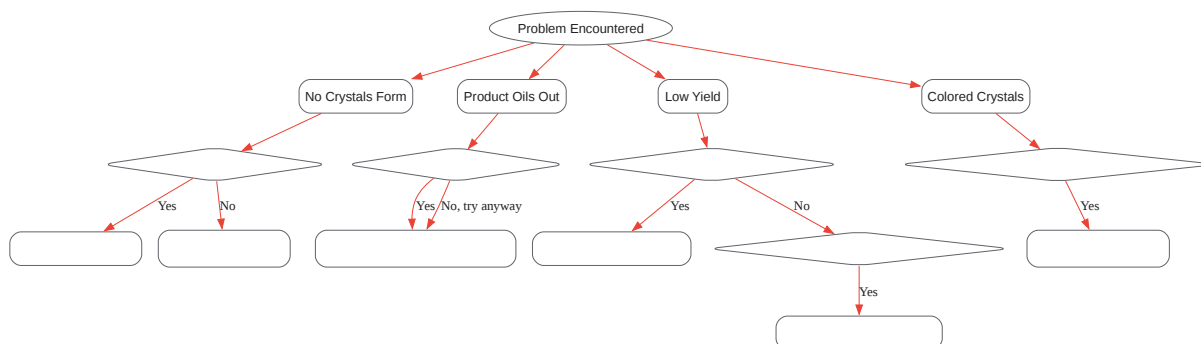 Problem Encountered
No Crystals Form
Product Oils Out
Low Yield
Colored Crystals
Yes
No
Yes
No, try anyway
Yes
No
Yes
Yes